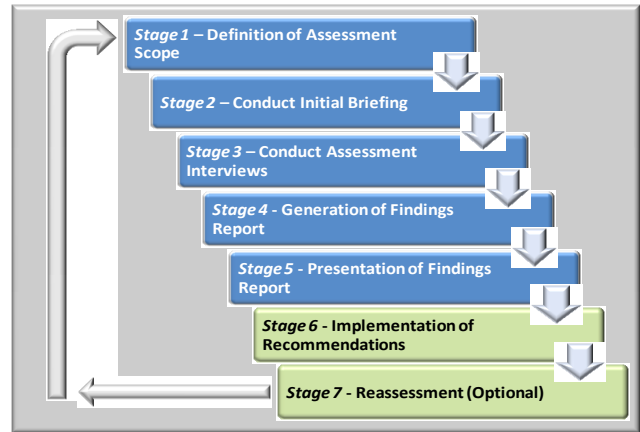 Stage 1 – Definition of Assessment
Scope
Stage 2 – Conduct Initial Briefing
Stage 3 – Conduct Assessment
Interviews
Stage 4 - Generation of Findings
Report
Stage 5 - Presentation of Findings
Report
Stage 6 - Implementation of
Recommendations
Stage 7 - Reassessment (Optional)